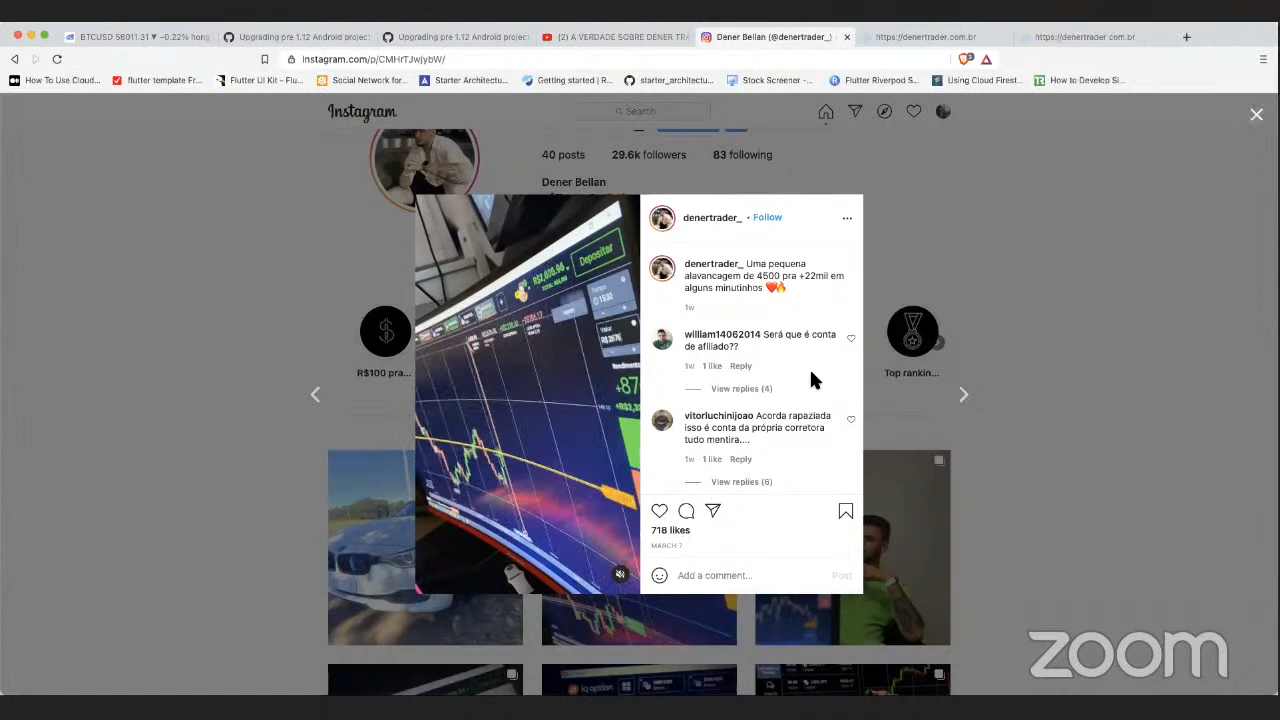 BTCUSD 58011.31 ▼ −0.22% hong
Upgrading pre 1.12 Android project
Upgrading pre 1.12 Android project
(2) A VERDADE SOBRE DENER TRA
Dener Bellan (@denertrader_) •
https://denertrader.com.br
https://denertrader.com.br
instagram.com/p/CMHrTJwjybW/
How To Use Cloud...
flutter template Fr...
Flutter UI Kit - Flu...
Social Network for...
Starter Architectu...
Getting started | R...
starter_architectu...
Stock Screener -...
Flutter Riverpod S...
Using Cloud Firest...
How to Develop Si...
Instagram
Search
40 posts
29.6k followers
83 following
Dener Bellan
R$100 pra...
Top rankin...
Depositar
Tempo
Valor
denertrader_ • Follow
denertrader_ Uma pequena
alavancagem de 4500 pra +22mil em
alguns minutinhos ❤️🔥
1w
william14062014 Será que é conta
de afiliado??
1w 1 like Reply
View replies (4)
vitorluchinijoao Acorda rapaziada
isso é conta da própria corretora
tudo mentira....
1w 1 like Reply
View replies (6)
718 likes
MARCH 7
Add a comment...
Post
iq option
zoom